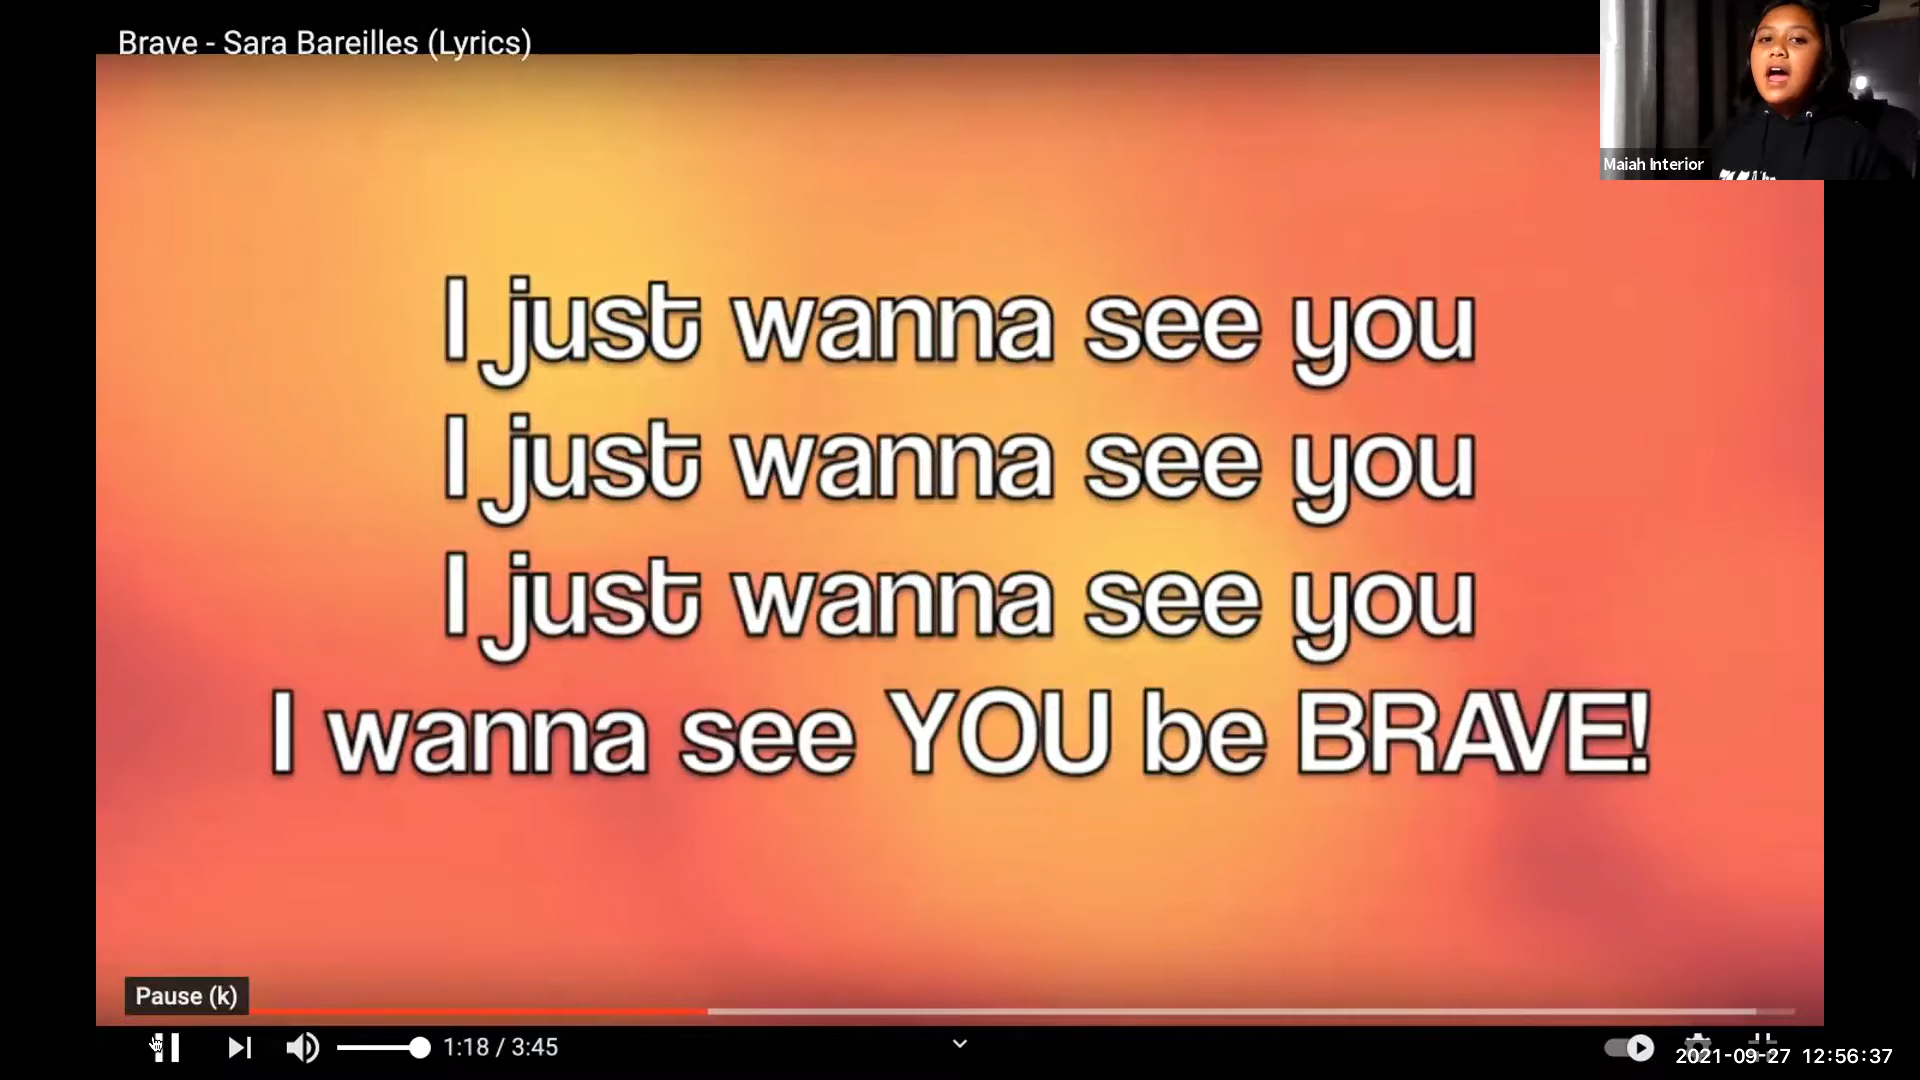 Brave - Sara Bareilles (Lyrics)
Maiah Interior
I just wanna see you
I just wanna see you
I just wanna see you
I wanna see YOU be BRAVE!
Pause (k)
1:18 / 3:45
2021-09-27 12:56:37